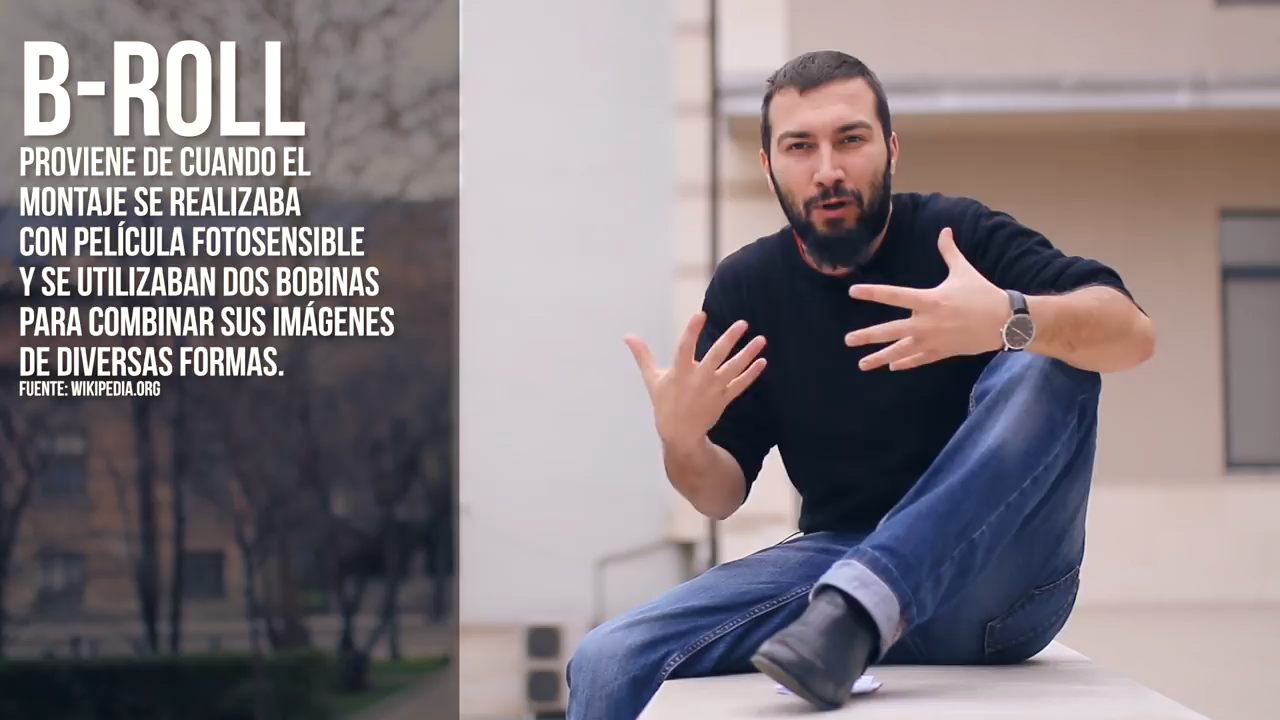 B-ROLL
PROVIENE DE CUANDO EL
MONTAJE SE REALIZABA
CON PELÍCULA FOTOSENSIBLE
Y SE UTILIZABAN DOS BOBINAS
PARA COMBINAR SUS IMÁGENES
DE DIVERSAS FORMAS.
FUENTE: WIKIPEDIA.ORG